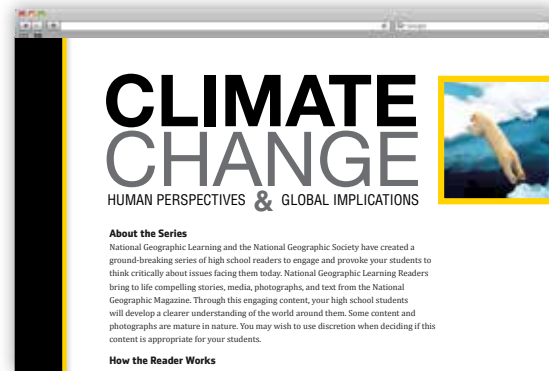 CLIMATE
CHANGE
HUMAN PERSPECTIVES & GLOBAL IMPLICATIONS
About the Series
National Geographic Learning and the National Geographic Society have created a
ground-breaking series of high school readers to engage and provoke your students to
think critically about issues facing them today. National Geographic Learning Readers
bring to life compelling stories, media, photographs, and text from the National
Geographic Magazine. Through this engaging content, your high school students
will develop a clearer understanding of the world around them. Some content and
photographs are mature in nature. You may wish to use discretion when deciding if this
content is appropriate for your students.
How the Reader Works